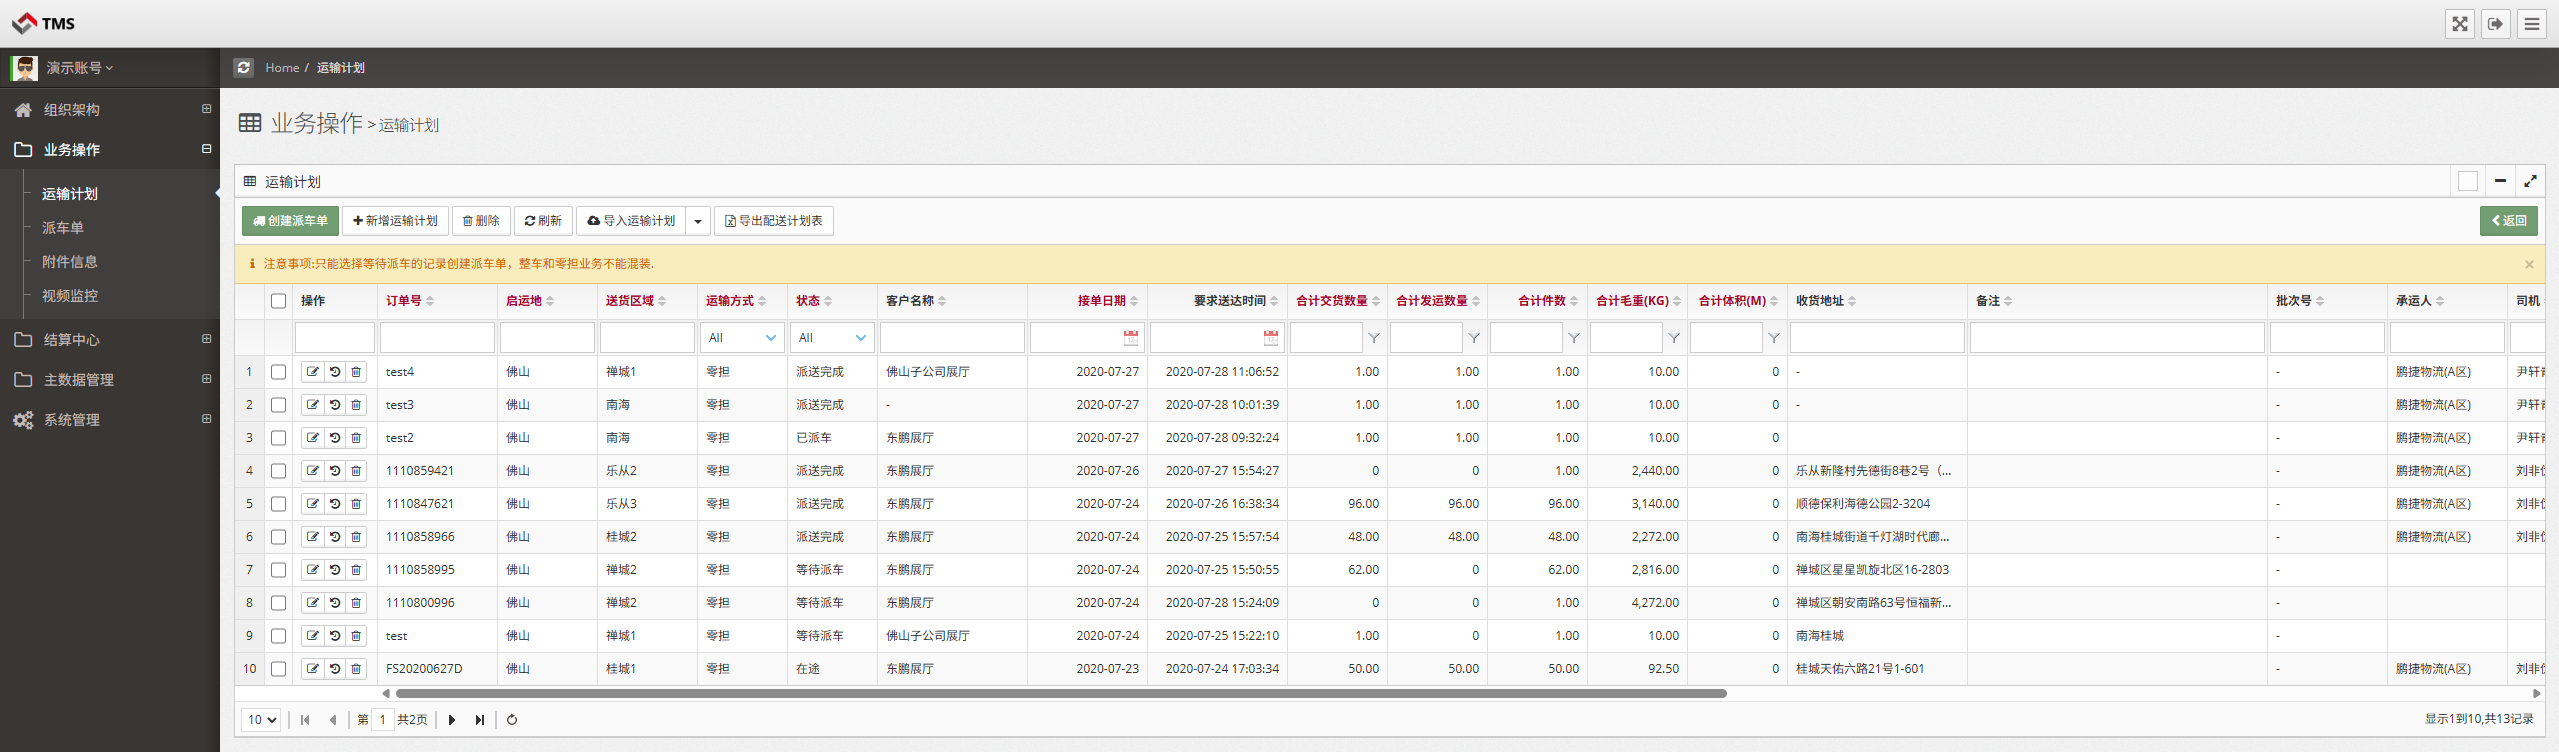 TMS
演示账号
Home / 运输计划
组织架构
业务操作
运输计划
派车单
附件信息
视频监控
结算中心
主数据管理
系统管理
业务操作 > 运输计划
运输计划
创建派车单 新增运输计划 删除 刷新 导入运输计划 导出配送计划表 返回
注意事项:只能选择等待派车的记录创建派车单，整车和零担业务不能混装. ×
操作 订单号 启运地 送货区域 运输方式 状态 客户名称 接单日期 要求送达时间 合计交货数量 合计发运数量 合计件数 合计毛重(KG) 合计体积(M) 收货地址 备注 批次号 承运人 司机
All All
1 test4 佛山 禅城1 零担 派送完成 佛山子公司展厅 2020-07-27 2020-07-28 11:06:52 1.00 1.00 1.00 10.00 0 - - 鹏捷物流(A区) 尹轩
2 test3 佛山 南海 零担 派送完成 - 2020-07-27 2020-07-28 10:01:39 1.00 1.00 1.00 10.00 0 - - 鹏捷物流(A区) 尹轩
3 test2 佛山 南海 零担 已派车 东鹏展厅 2020-07-27 2020-07-28 09:32:24 1.00 1.00 1.00 10.00 0 - 鹏捷物流(A区) 尹轩
4 1110859421 佛山 乐从2 零担 派送完成 东鹏展厅 2020-07-26 2020-07-27 15:54:27 0 0 1.00 2,440.00 0 乐从新隆村先德街8巷2号（... - 鹏捷物流(A区) 刘非
5 1110847621 佛山 乐从3 零担 派送完成 东鹏展厅 2020-07-24 2020-07-26 16:38:34 96.00 96.00 96.00 3,140.00 0 顺德保利海德公园2-3204 - 鹏捷物流(A区) 刘非
6 1110858966 佛山 桂城2 零担 派送完成 东鹏展厅 2020-07-24 2020-07-25 15:57:54 48.00 48.00 48.00 2,272.00 0 南海桂城街道千灯湖时代廊... - 鹏捷物流(A区) 刘非
7 1110858995 佛山 禅城2 零担 等待派车 东鹏展厅 2020-07-24 2020-07-25 15:50:55 62.00 0 62.00 2,816.00 0 禅城区星星凯旋北区16-2803 -
8 1110800996 佛山 禅城2 零担 等待派车 东鹏展厅 2020-07-24 2020-07-28 15:24:09 0 0 1.00 4,272.00 0 禅城区朝安南路63号恒福新... -
9 test 佛山 禅城1 零担 等待派车 佛山子公司展厅 2020-07-24 2020-07-25 15:22:10 1.00 0 1.00 10.00 0 南海桂城 -
10 FS20200627D 佛山 桂城1 零担 在途 东鹏展厅 2020-07-23 2020-07-24 17:03:34 50.00 50.00 50.00 92.50 0 桂城天佑六路21号1-601 - 鹏捷物流(A区) 刘非
10 第 1 共2页 显示1到10,共13记录